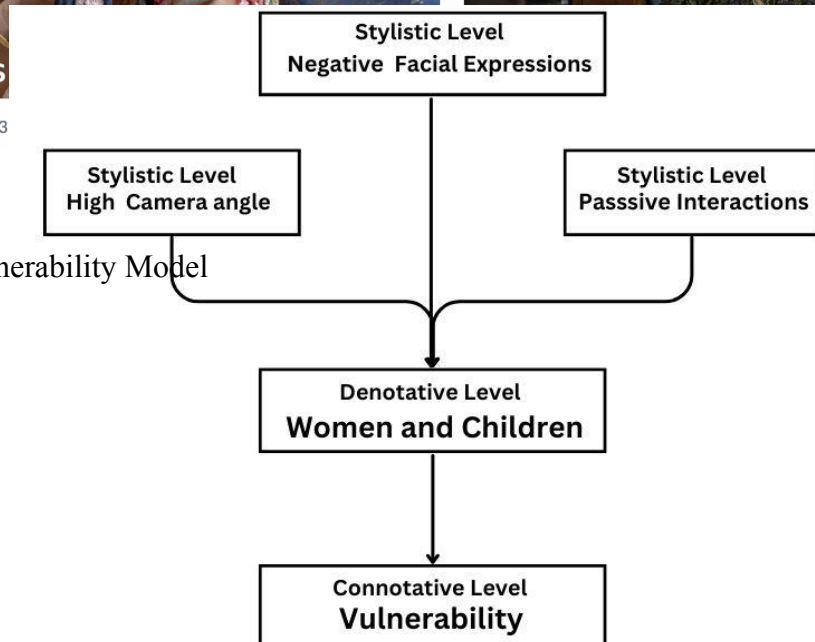 Stylistic Level
Negative Facial Expressions
S
3
Stylistic Level
High Camera angle
Stylistic Level
Passsive Interactions
nerability Model
Denotative Level
Women and Children
Connotative Level
Vulnerability